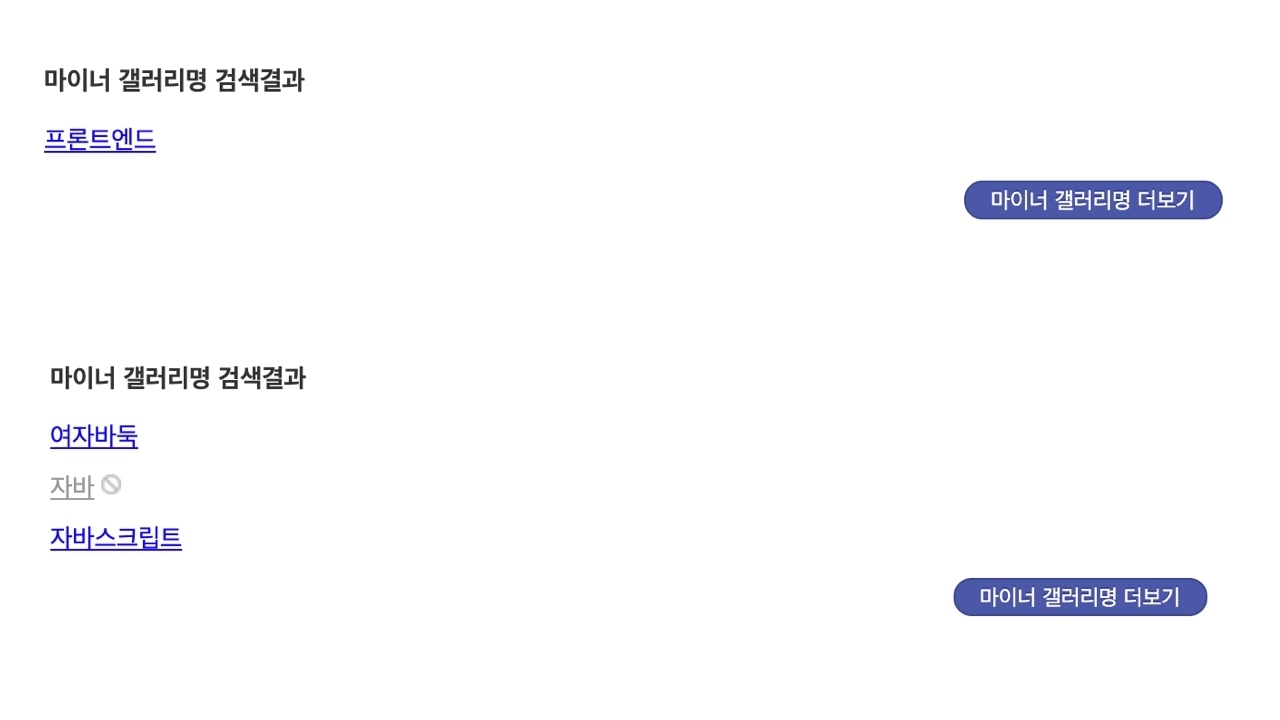 마이너 갤러리명 검색결과
프론트엔드
마이너 갤러리명 더보기
마이너 갤러리명 검색결과
여자바둑
자바
자바스크립트
마이너 갤러리명 더보기